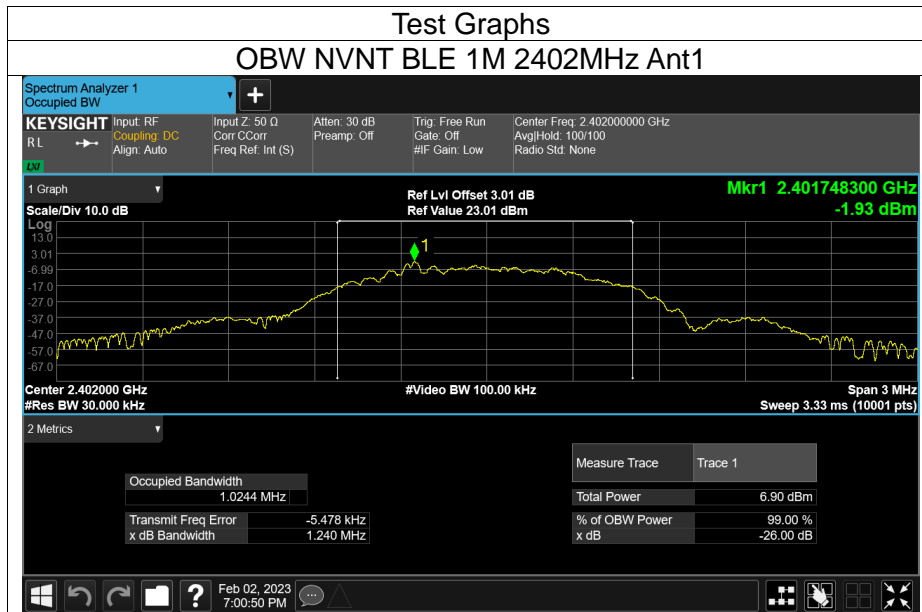 Test Graphs
OBW NVNT BLE 1M 2402MHz Ant1
Spectrum Analyzer 1
Occupied BW
+
KEYSIGHT Input: RF Input Z: 50 Ω Atten: 30 dB Trig: Free Run Center Freq: 2.402000000 GHz
R L Coupling: DC Corr CCorr Preamp: Off Gate: Off Avg|Hold: 100/100
Align: Auto Freq Ref: Int (S) #IF Gain: Low Radio Std: None
LXI
1 Graph Ref Lvl Offset 3.01 dB Mkr1 2.401748300 GHz
Scale/Div 10.0 dB Ref Value 23.01 dBm -1.93 dBm
Log
13.0
1
3.01
-6.99
-17.0
-27.0
-37.0
-47.0
-57.0
-67.0
Center 2.402000 GHz #Video BW 100.00 kHz Span 3 MHz
#Res BW 30.000 kHz Sweep 3.33 ms (10001 pts)
2 Metrics
Measure Trace Trace 1
Occupied Bandwidth
1.0244 MHz Total Power 6.90 dBm
Transmit Freq Error -5.478 kHz % of OBW Power 99.00 %
x dB Bandwidth 1.240 MHz x dB -26.00 dB
? Feb 02, 2023
7:00:50 PM